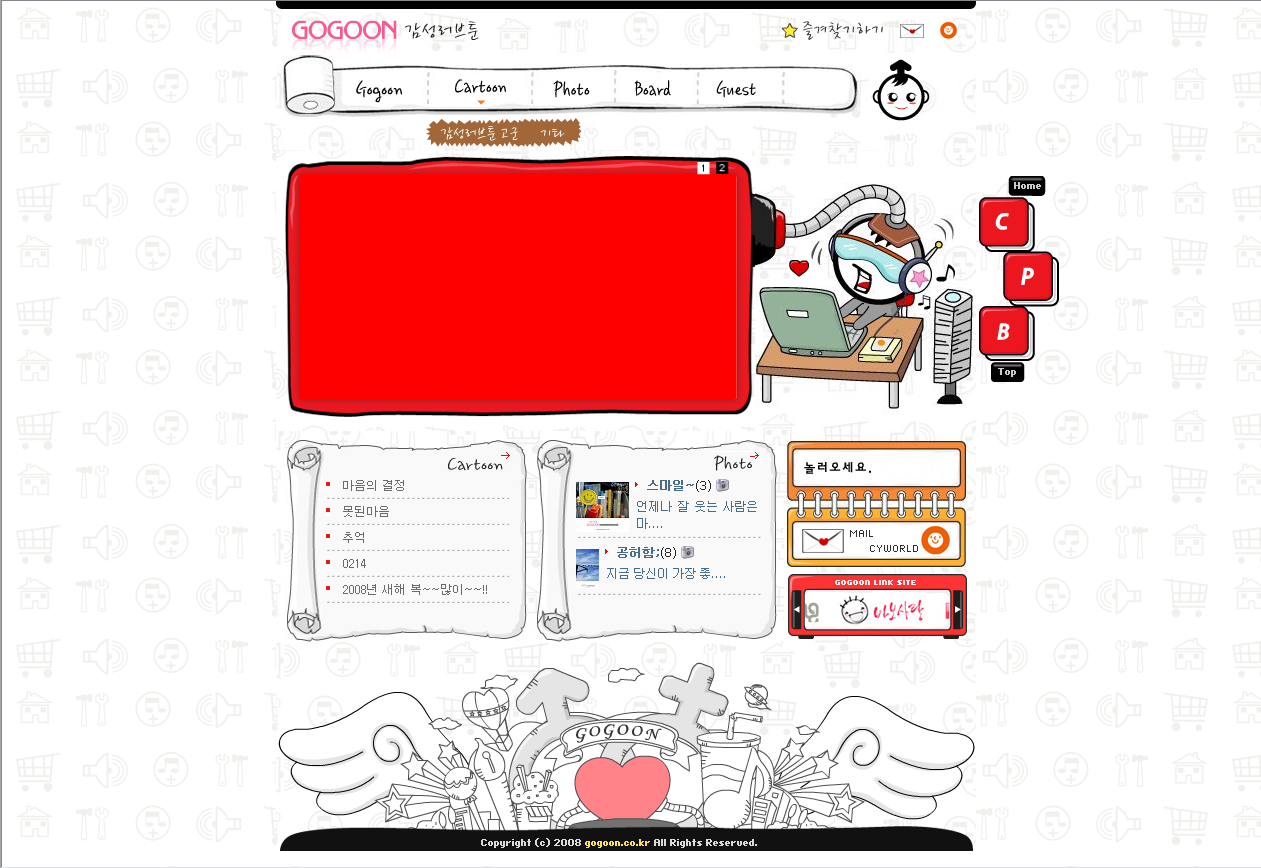 GOGOON 감성러브툰
즐겨찾기하기
Gogoon Cartoon Photo Board Guest
감성러브툰 고군 기타
1 2
Home
C
P
B
Top
Cartoon
마음의 결정
못된마음
추억
0214
2008년 새해 복~~많이~~!!
Photo
스마일~(3)
언제나 잘 웃는 사람은
마....
공허함;(8)
지금 당신이 가장 좋....
놀러오세요.
MAIL
CYWORLD
GOGOON LINK SITE
바보사랑
GOGOON
Copyright (c) 2008 gogoon.co.kr All Rights Reserved.